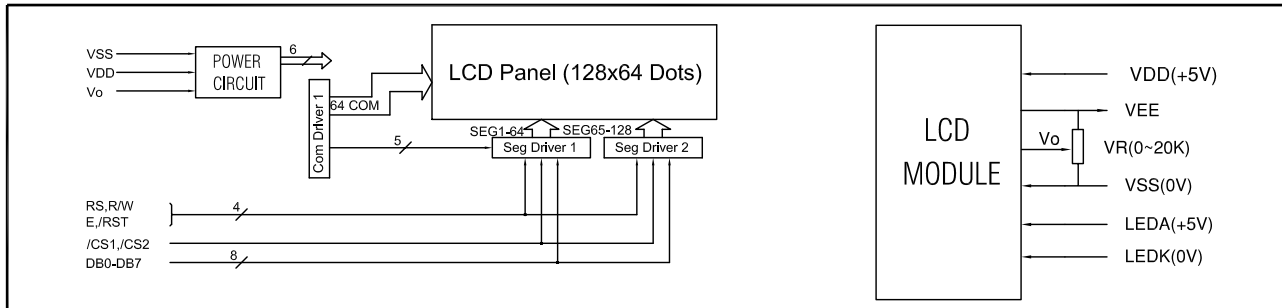 VSS
VDD
Vo
POWER
CIRCUIT
6
LCD Panel (128x64 Dots)
Com Driver 1
64 COM
SEG1-64
SEG65-128
5
Seg Driver 1
Seg Driver 2
RS,R/W
E,/RST
4
/CS1,/CS2
DB0-DB7
8
LCD
MODULE
VDD(+5V)
VEE
Vo
VR(0~20K)
VSS(0V)
LEDA(+5V)
LEDK(0V)